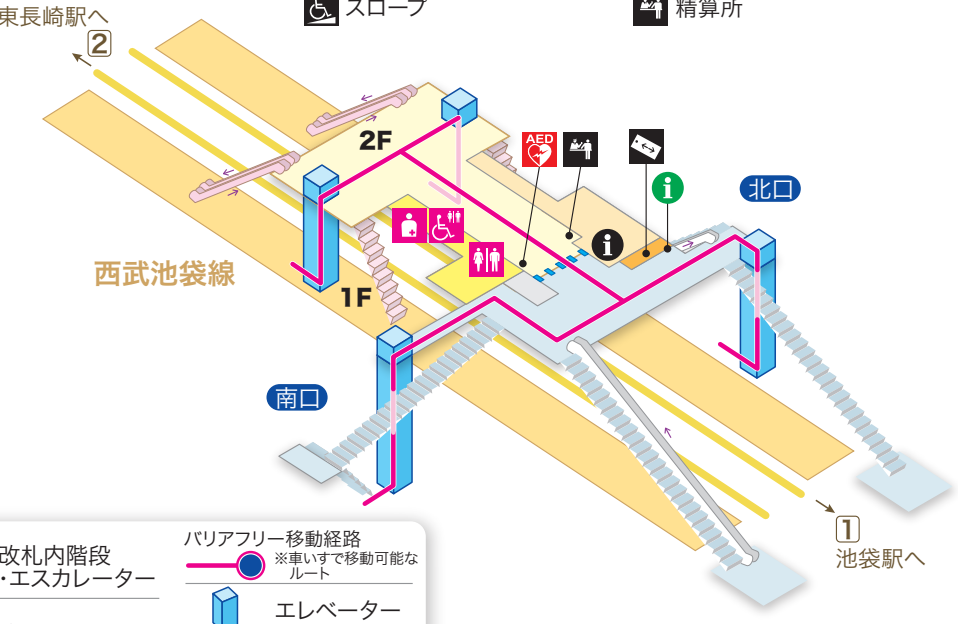 東長崎駅へ
2
スロープ
精算所
2F
AED
北口
西武池袋線
1F
南口
1
池袋駅へ
改札内階段
・エスカレーター
バリアフリー移動経路
※車いすで移動可能な
ルート
エレベーター